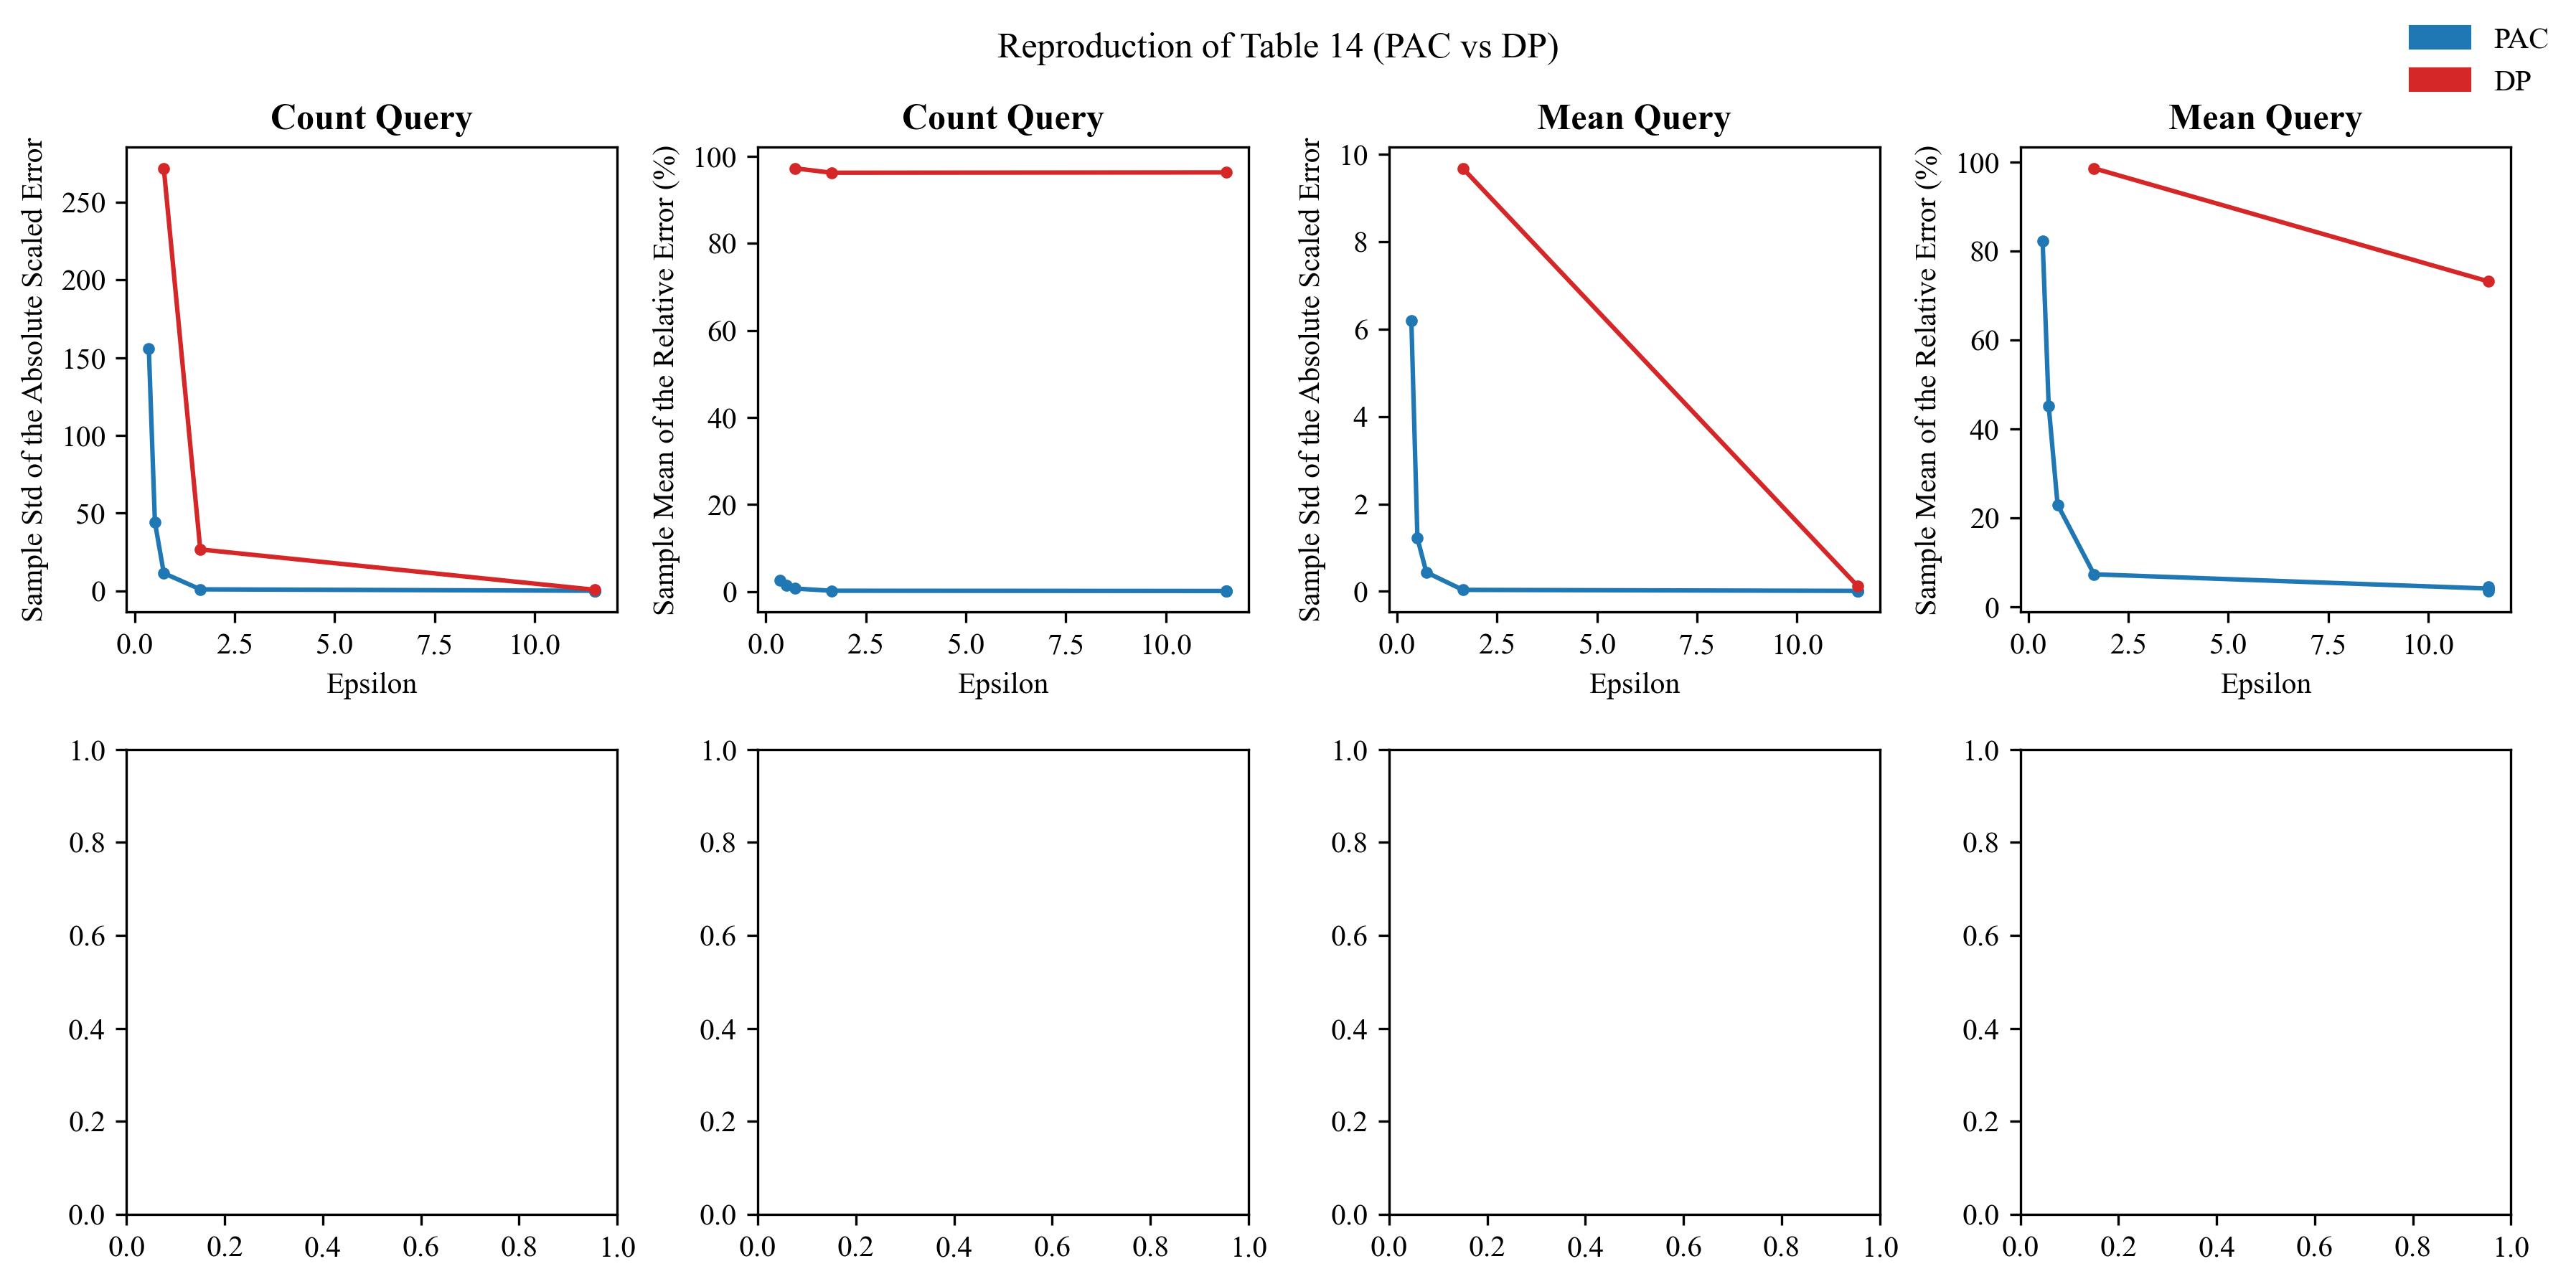 Reproduction of Table 14 (PAC vs DP)
PAC
DP
Count Query
Sample Std of the Absolute Scaled Error
250
200
150
100
50
0
0.0 2.5 5.0 7.5 10.0
Epsilon
Count Query
Sample Mean of the Relative Error (%)
100
80
60
40
20
0
0.0 2.5 5.0 7.5 10.0
Epsilon
Mean Query
Sample Std of the Absolute Scaled Error
10
8
6
4
2
0
0.0 2.5 5.0 7.5 10.0
Epsilon
Mean Query
Sample Mean of the Relative Error (%)
100
80
60
40
20
0
0.0 2.5 5.0 7.5 10.0
Epsilon
1.0
0.8
0.6
0.4
0.2
0.0
0.0 0.2 0.4 0.6 0.8 1.0
1.0
0.8
0.6
0.4
0.2
0.0
0.0 0.2 0.4 0.6 0.8 1.0
1.0
0.8
0.6
0.4
0.2
0.0
0.0 0.2 0.4 0.6 0.8 1.0
1.0
0.8
0.6
0.4
0.2
0.0
0.0 0.2 0.4 0.6 0.8 1.0